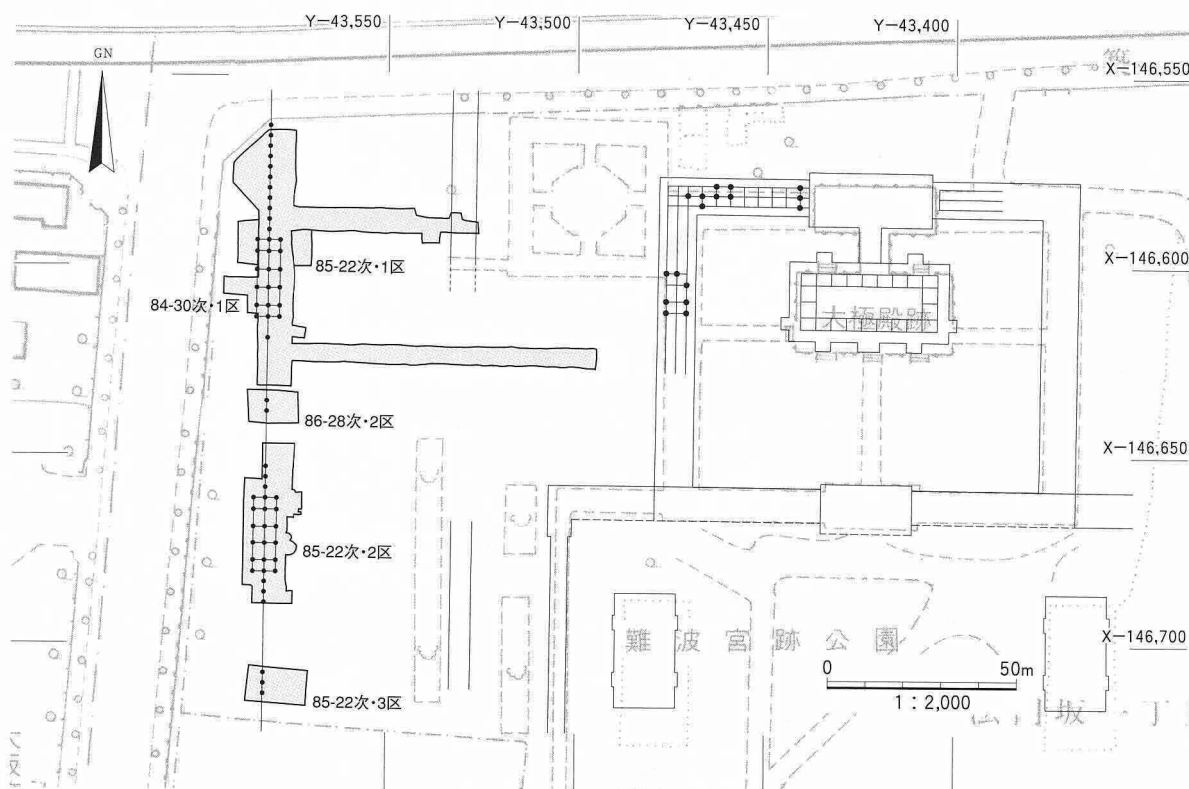 Y-43,550
Y-43,500
Y-43,450
Y-43,400
GN
X-146,550
85-22次・1区
X-146,600
84-30次・1区
大極殿跡
86-28次・2区
X-146,650
85-22次・2区
難波宮跡公園
X-146,700
0
50m
85-22次・3区
1：2,000
坂
丁